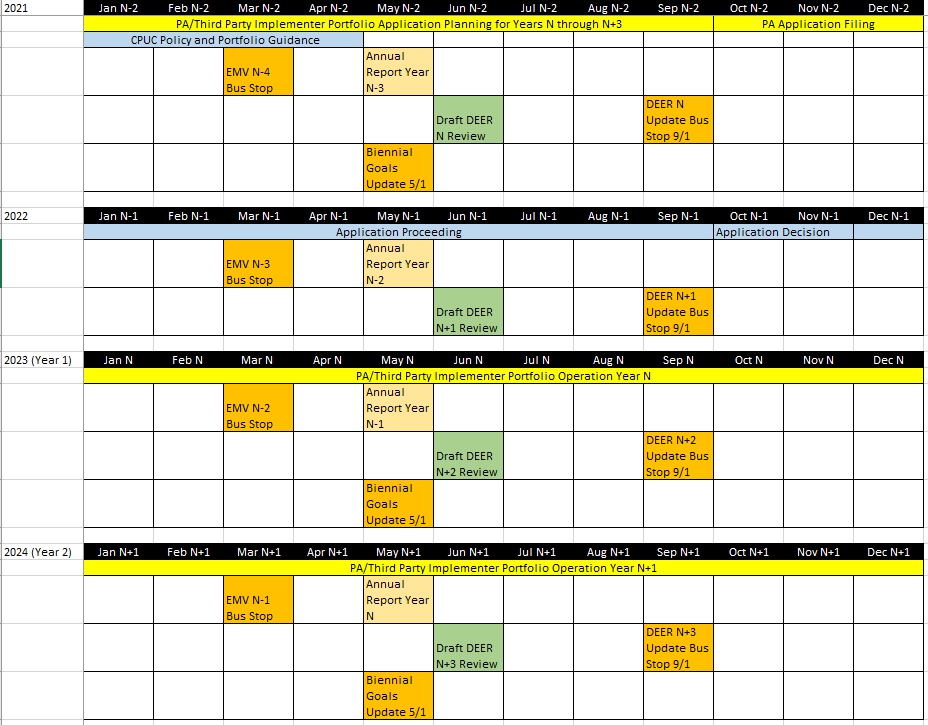 2021 Jan N-2 Feb N-2 Mar N-2 Apr N-2 May N-2 Jun N-2 Jul N-2 Aug N-2 Sep N-2 Oct N-2 Nov N-2 Dec N-2
PA/Third Party Implementer Portfolio Application Planning for Years N through N+3 PA Application Filing
CPUC Policy and Portfolio Guidance
EMV N-4
Bus Stop
Annual
Report Year
N-3
Draft DEER
N Review
DEER N
Update Bus
Stop 9/1
Biennial
Goals
Update 5/1
2022 Jan N-1 Feb N-1 Mar N-1 Apr N-1 May N-1 Jun N-1 Jul N-1 Aug N-1 Sep N-1 Oct N-1 Nov N-1 Dec N-1
Application Proceeding Application Decision
EMV N-3
Bus Stop
Annual
Report Year
N-2
Draft DEER
N+1 Review
DEER N+1
Update Bus
Stop 9/1
2023 (Year 1) Jan N Feb N Mar N Apr N May N Jun N Jul N Aug N Sep N Oct N Nov N Dec N
PA/Third Party Implementer Portfolio Operation Year N
EMV N-2
Bus Stop
Annual
Report Year
N-1
Draft DEER
N+2 Review
DEER N+2
Update Bus
Stop 9/1
Biennial
Goals
Update 5/1
2024 (Year 2) Jan N+1 Feb N+1 Mar N+1 Apr N+1 May N+1 Jun N+1 Jul N+1 Aug N+1 Sep N+1 Oct N+1 Nov N+1 Dec N+1
PA/Third Party Implementer Portfolio Operation Year N+1
EMV N-1
Bus Stop
Annual
Report Year
N
Draft DEER
N+3 Review
DEER N+3
Update Bus
Stop 9/1
Biennial
Goals
Update 5/1